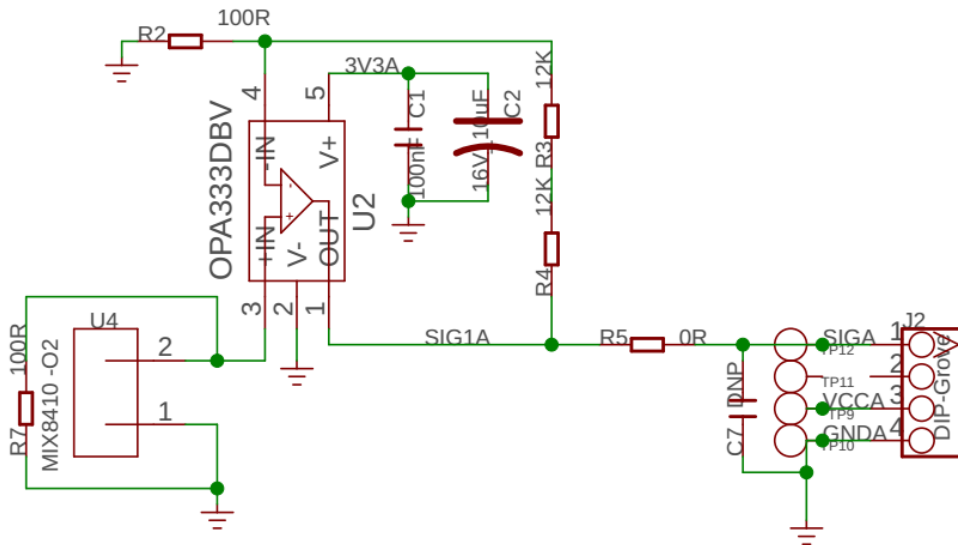 100R
R2
3V3A
12K
4
5
C1
C2
10uF
16V
100nF
R3
OPA333DBV
-IN
V+
-
+
U2
12K
+IN
V-
OUT
R4
3
2
1
U4
SIG1A
R5
0R
SIGA
1
J2
TP12
100R
2
2
TP11
MIX8410 -O2
DNP
VCCA
3
DIP-Grove
TP9
1
R7
C7
GNDA
4
TP10